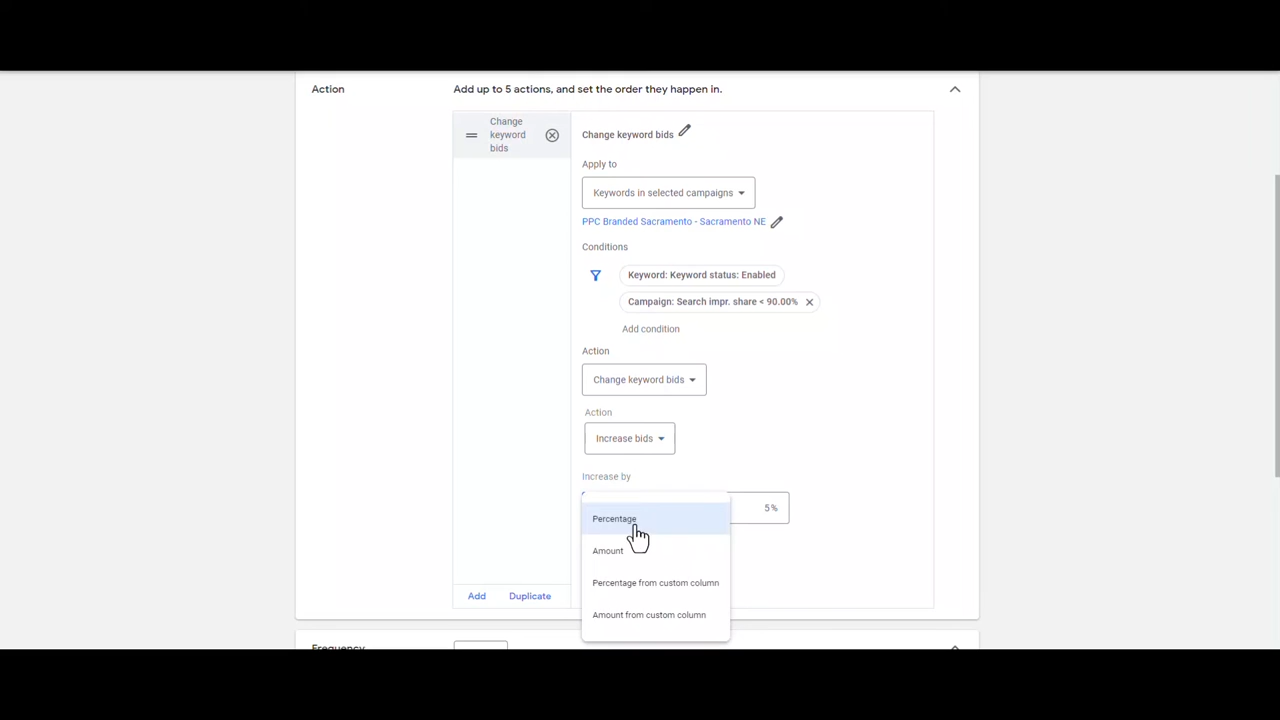 Action
Add up to 5 actions, and set the order they happen in.
Change
keyword
bids
Change keyword bids
Apply to
Keywords in selected campaigns
PPC Branded Sacramento - Sacramento NE
Conditions
Keyword: Keyword status: Enabled
Campaign: Search impr. share < 90.00%
Add condition
Action
Change keyword bids
Action
Increase bids
Increase by
5%
Percentage
Amount
Percentage from custom column
Amount from custom column
Add
Duplicate
Frequency